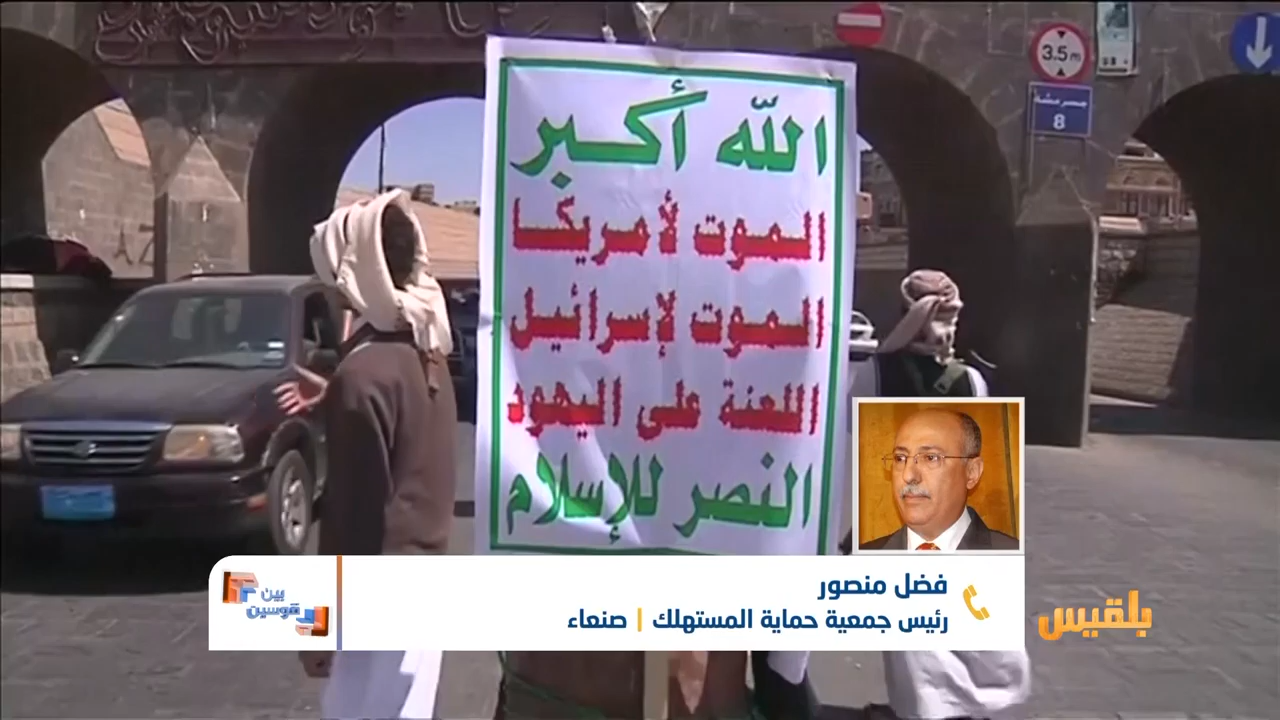 3.5m
8
الله أكبر
الموت لأمريكا
الموت لإسرائيل
اللعنة على اليهود
النصر للإسلام
فضل منصور
رئيس جمعية حماية المستهلك | صنعاء
بين قوسين
بلقيس